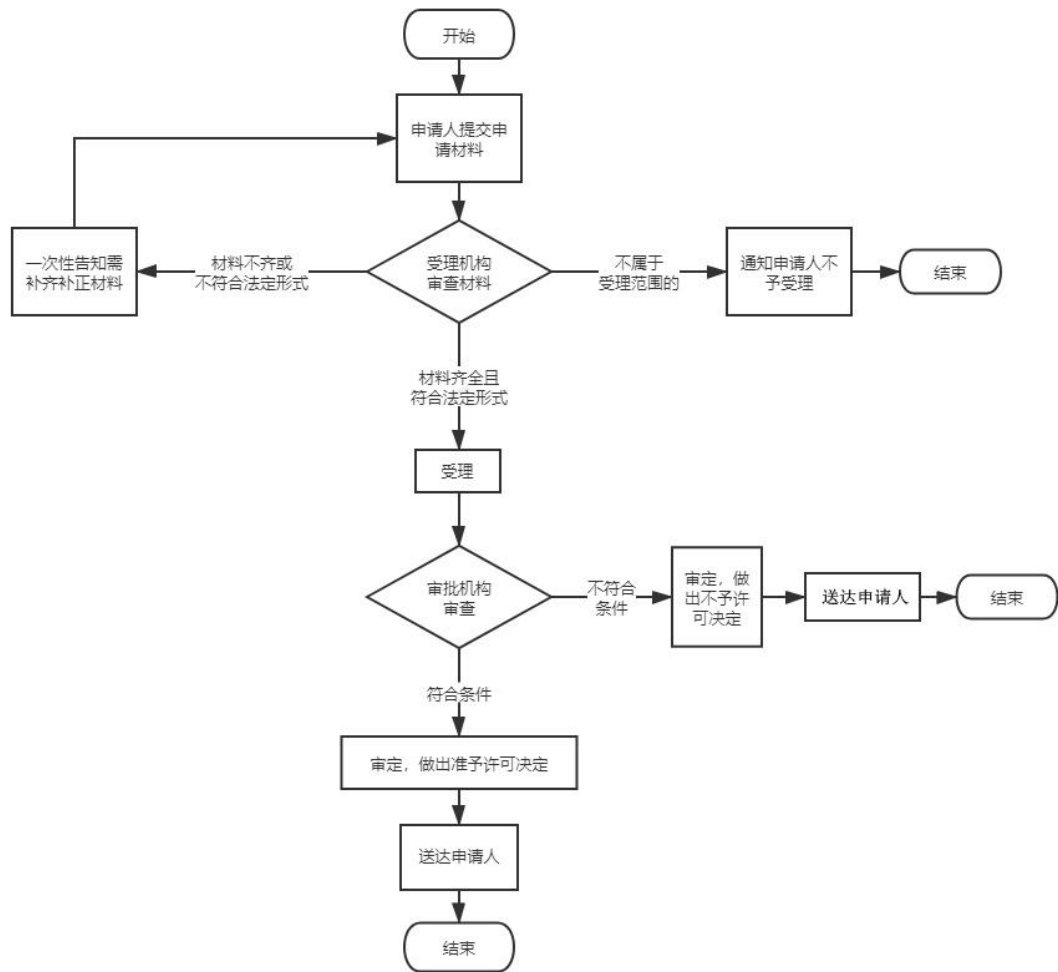 开始
申请人提交申
请材料
一次性告知需
补齐补正材料
材料不齐或
不符合法定形式
受理机构
审查材料
不属于
受理范围的
通知申请人不
予受理
结束
材料齐全且
符合法定形式
受理
审批机构
审查
不符合
条件
审定，做
出不予许
可决定
送达申请人
结束
符合条件
审定，做出准予许可决定
送达申请人
结束